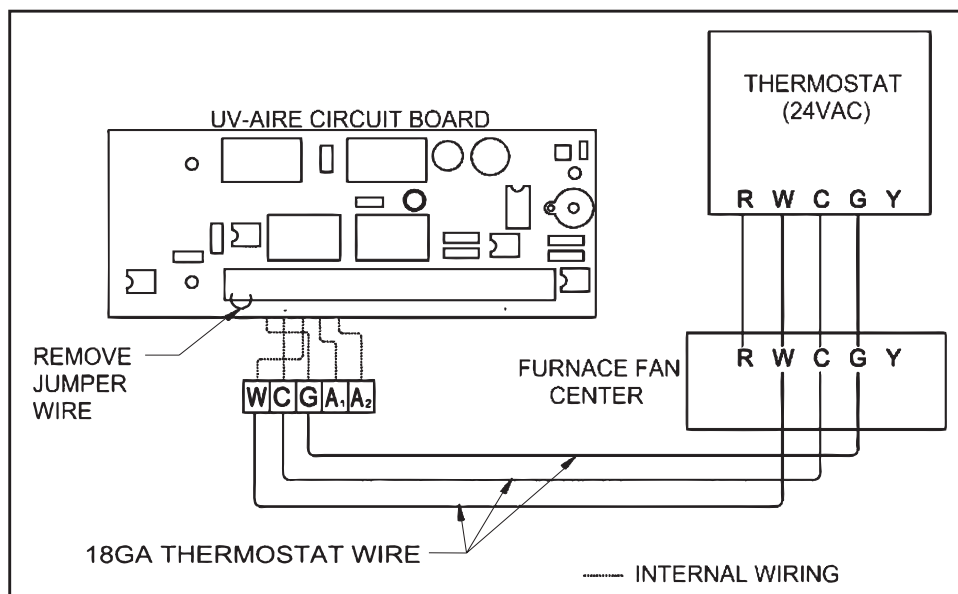 THERMOSTAT
(24VAC)
R W C G Y
UV-AIRE CIRCUIT BOARD
REMOVE
JUMPER
WIRE
W C G A1 A2
FURNACE FAN
CENTER
R W C G Y
18GA THERMOSTAT WIRE
INTERNAL WIRING